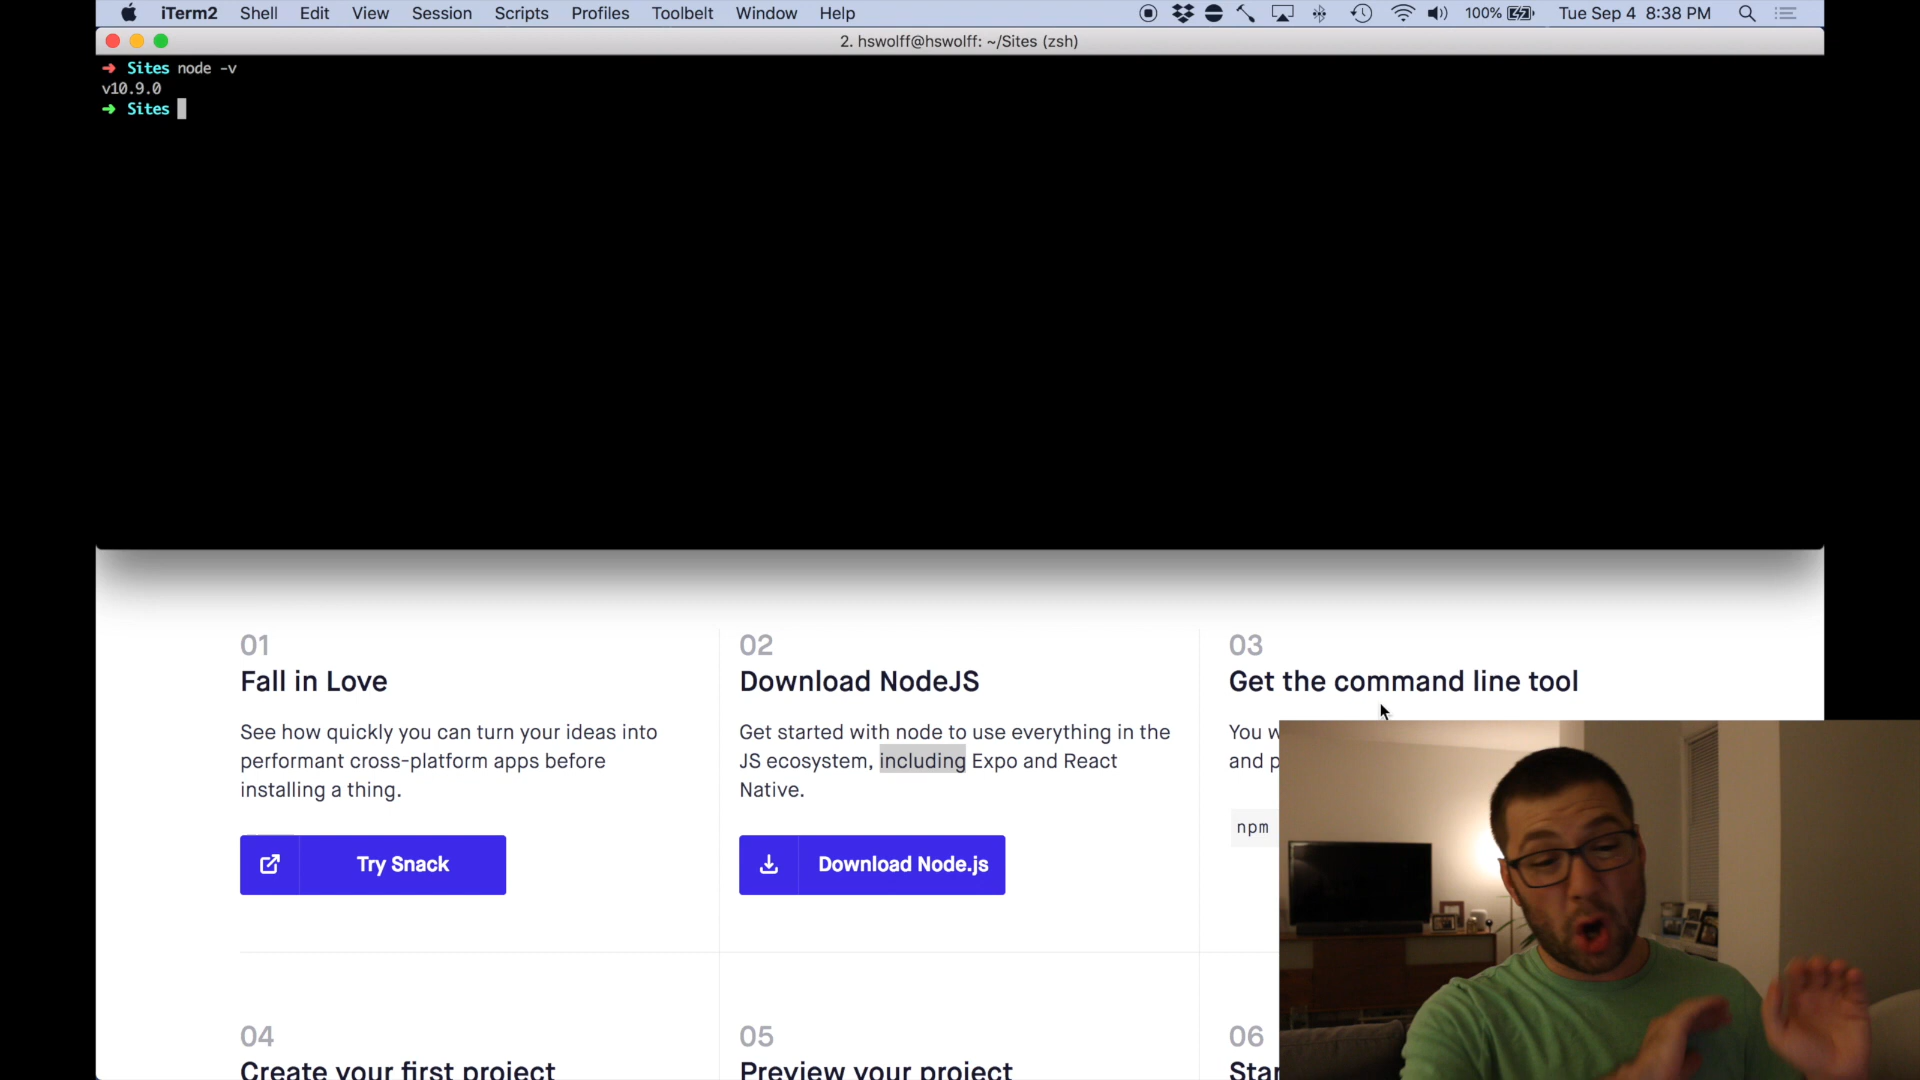 iTerm2 Shell Edit View Session Scripts Profiles Toolbelt Window Help 100% Tue Sep 4 8:38 PM
2. hswolff@hswolff: ~/Sites (zsh)
➜ Sites node -v
v10.9.0
➜ Sites
01
Fall in Love
See how quickly you can turn your ideas into
performant cross-platform apps before
installing a thing.
Try Snack
02
Download NodeJS
Get started with node to use everything in the
JS ecosystem, including Expo and React
Native.
Download Node.js
03
Get the command line tool
You
and
npm
04
Create your first project
05
Preview your project
06